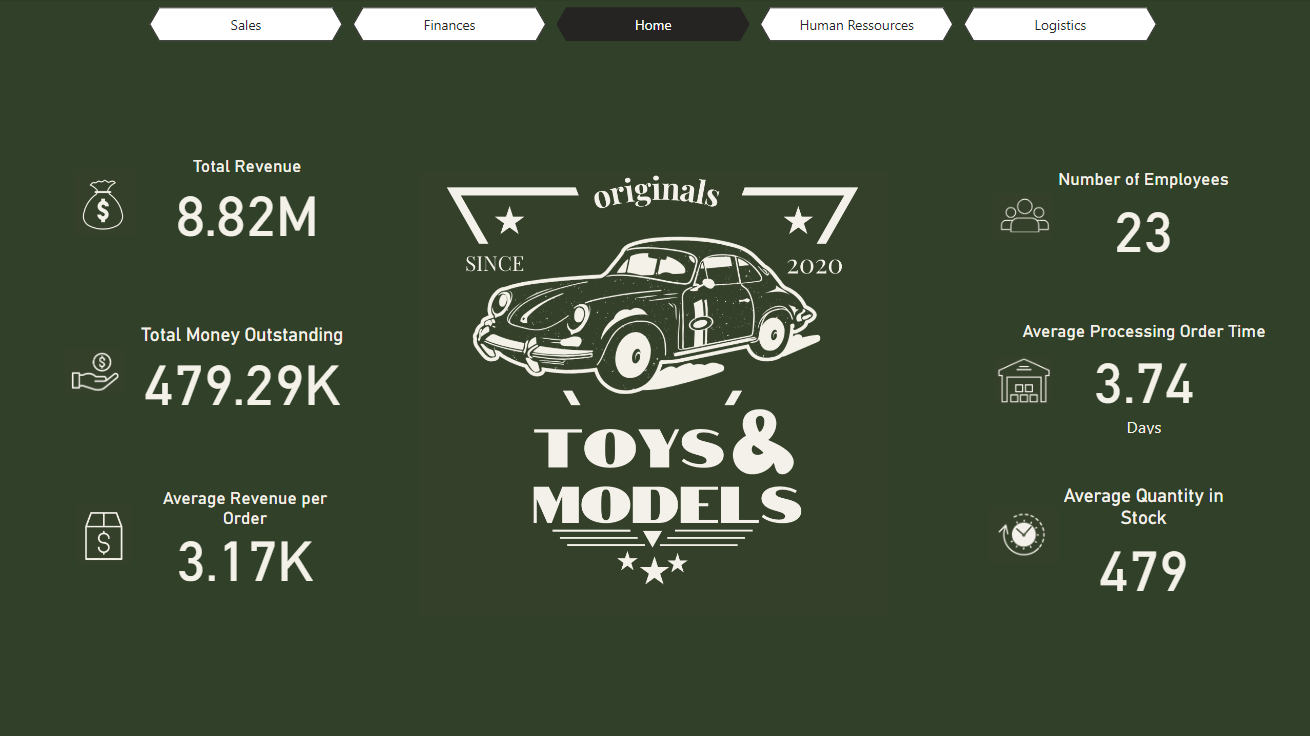 Sales
Finances
Home
Human Ressources
Logistics
Total Revenue
8.82M
Total Money Outstanding
479.29K
Average Revenue per
Order
3.17K
originals
SINCE
2020
TOYS &
MODELS
Number of Employees
23
Average Processing Order Time
3.74
Days
Average Quantity in
Stock
479